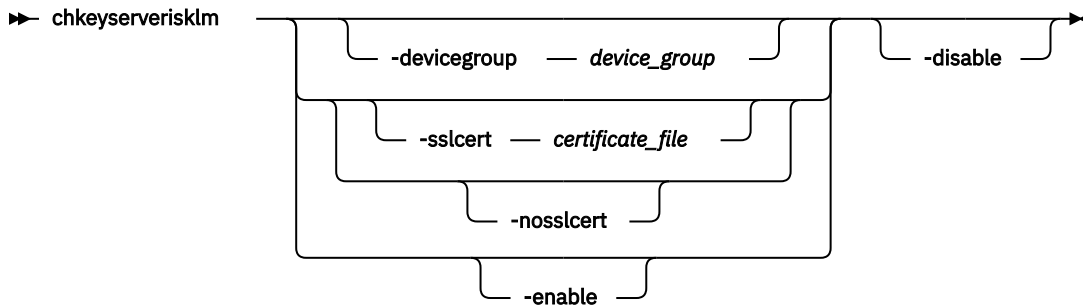 chkeyserverisklm
-devicegroup device_group
-disable
-sslcert certificate_file
-nosslcert
-enable